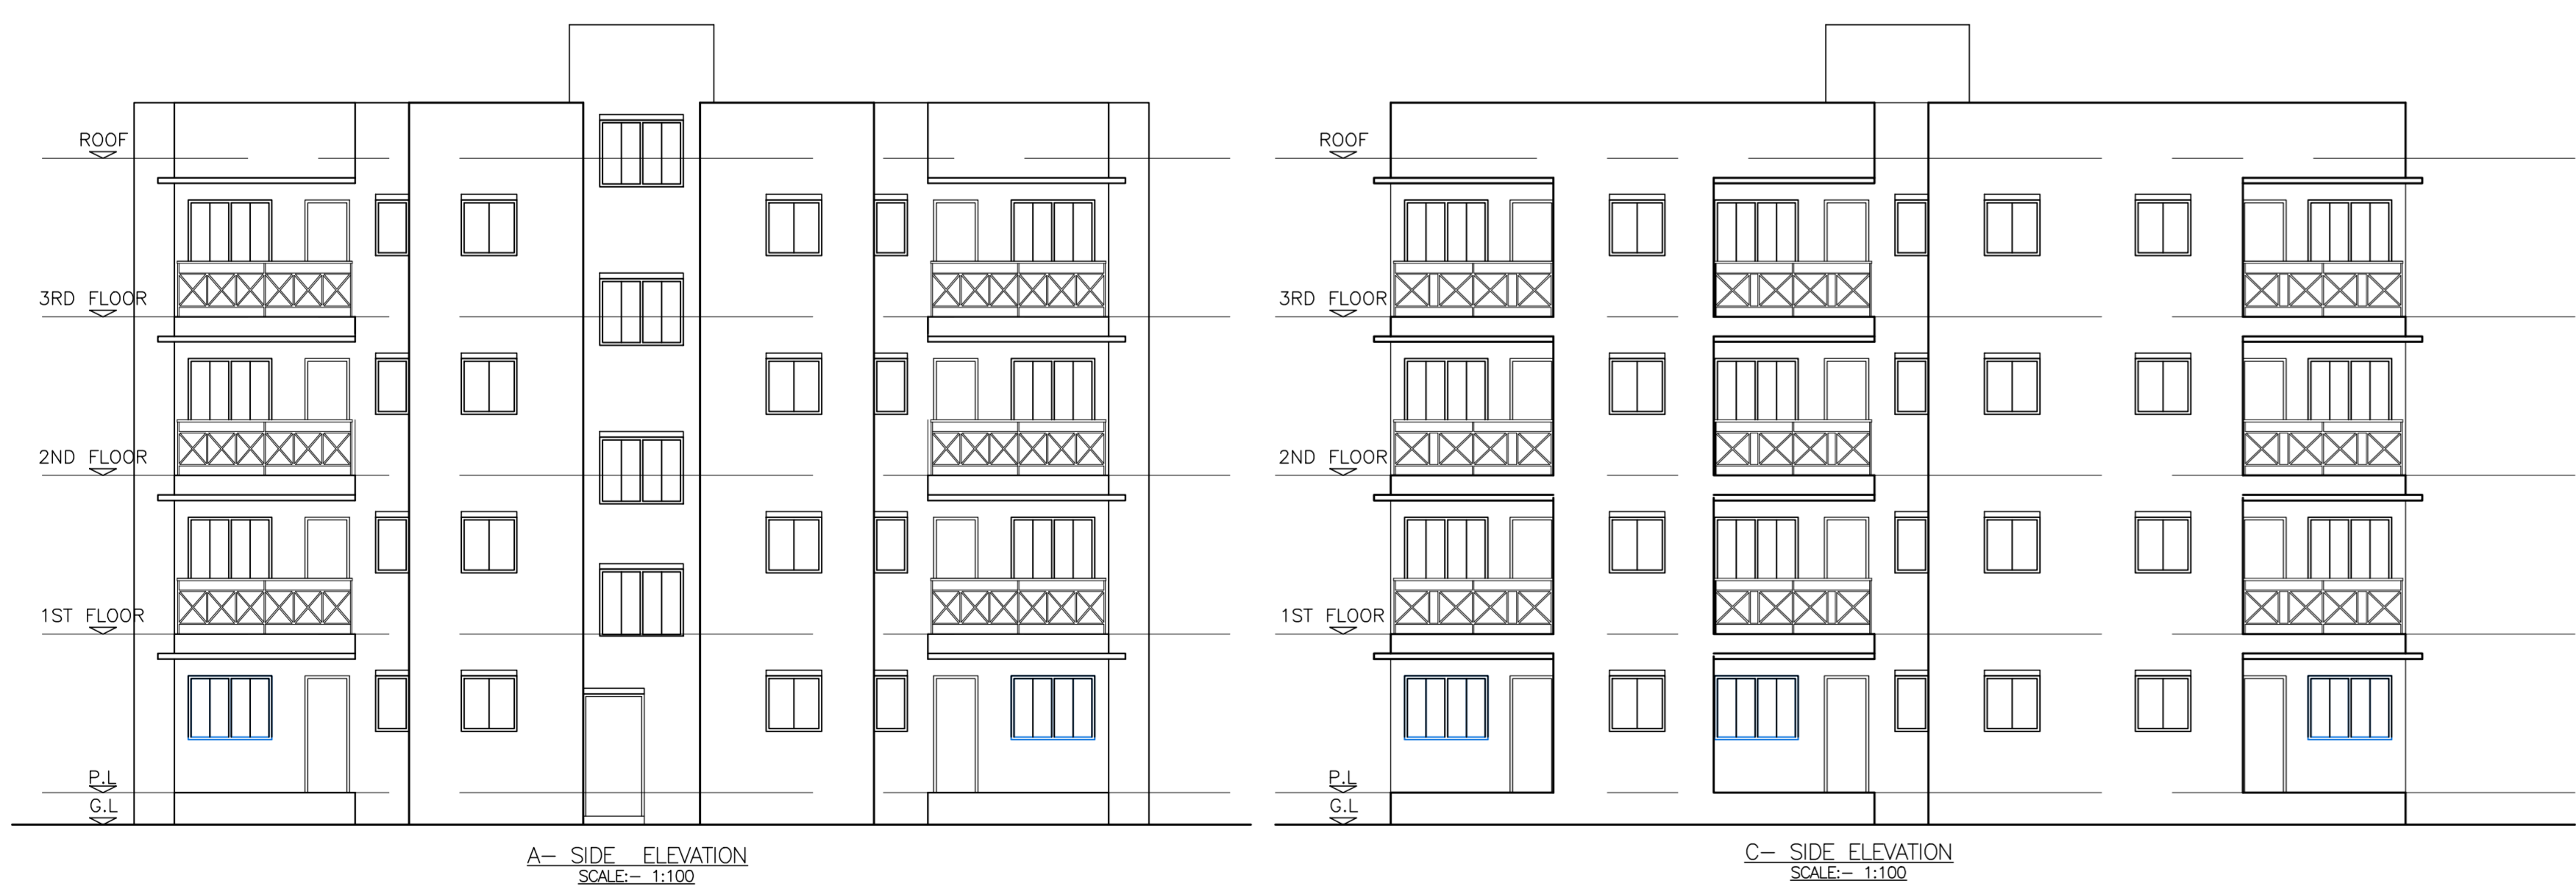 ROOF
3RD FLOOR
2ND FLOOR
1ST FLOOR
P.L
G.L
A- SIDE ELEVATION
SCALE:- 1:100
ROOF
3RD FLOOR
2ND FLOOR
1ST FLOOR
P.L
G.L
C- SIDE ELEVATION
SCALE:- 1:100